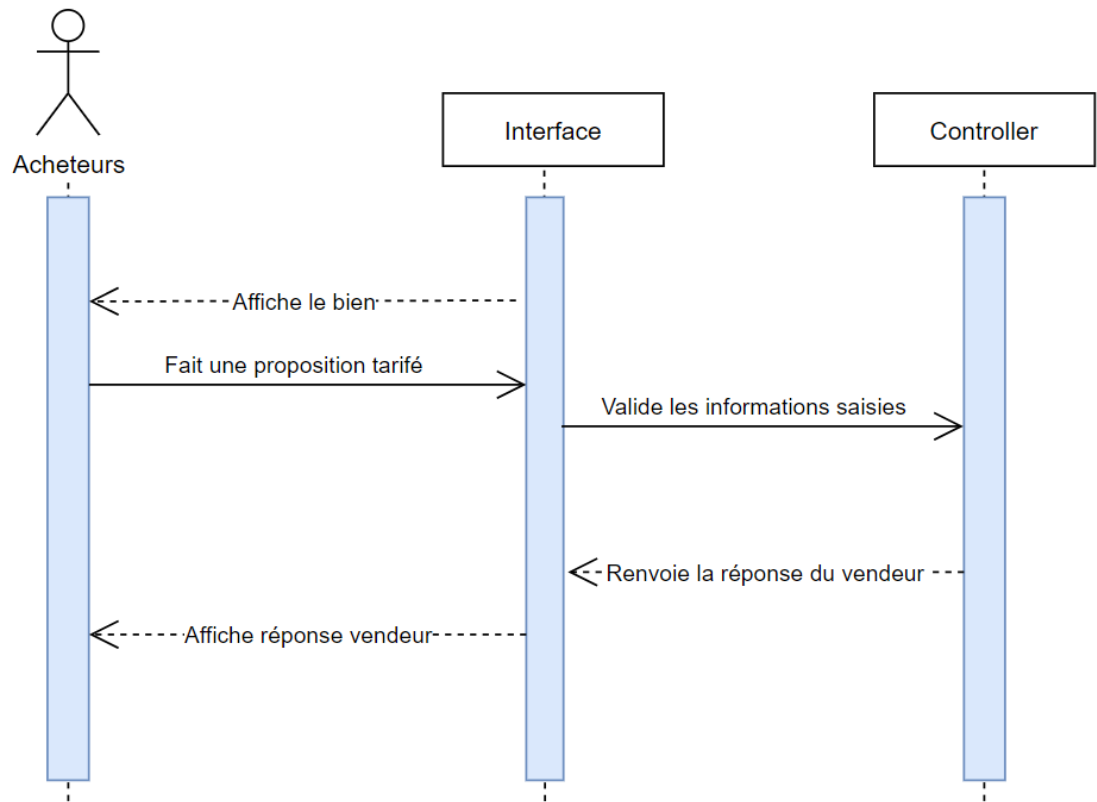 Acheteurs
Interface
Controller
Affiche le bien
Fait une proposition tarifé
Valide les informations saisies
Renvoie la réponse du vendeur
Affiche réponse vendeur